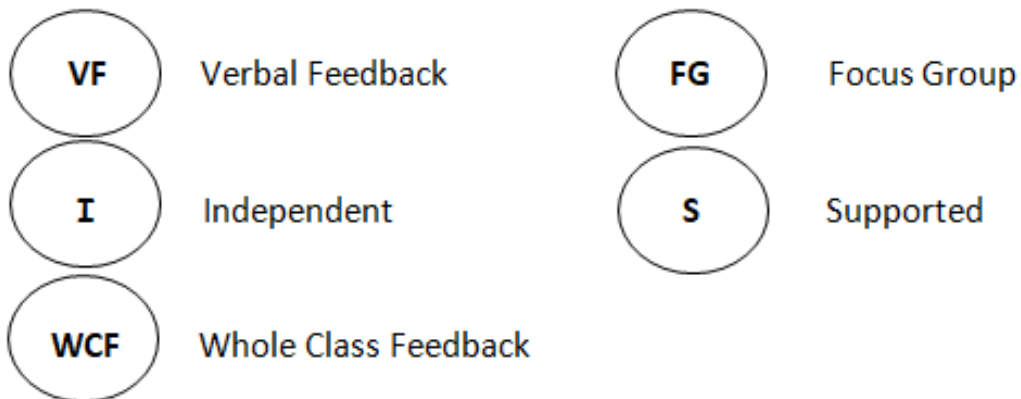 VF Verbal Feedback FG Focus Group
I Independent S Supported
WCF Whole Class Feedback